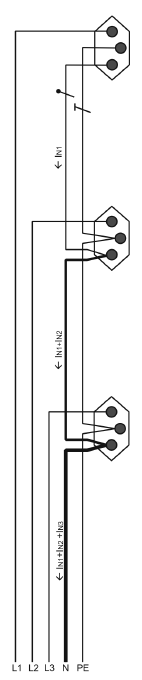 ← IN1
← IN1+IN2
← IN1+IN2+IN3
L1 L2 L3 N PE